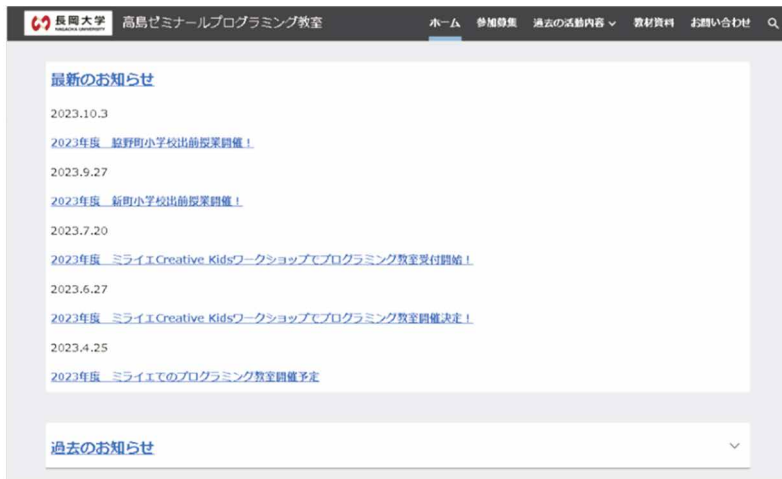 長岡大学 高島ゼミナールプログラミング教室 ホーム 参加募集 過去の活動内容 教材資料 お問い合わせ
NAGAOKA UNIVERSITY
最新のお知らせ
2023.10.3
2023年度 脇野町小学校出前授業開催！
2023.9.27
2023年度 新町小学校出前授業開催！
2023.7.20
2023年度 ミライエCreative Kidsワークショップでプログラミング教室受付開始！
2023.6.27
2023年度 ミライエCreative Kidsワークショップでプログラミング教室開催決定！
2023.4.25
2023年度 ミライエでのプログラミング教室開催予定
過去のお知らせ